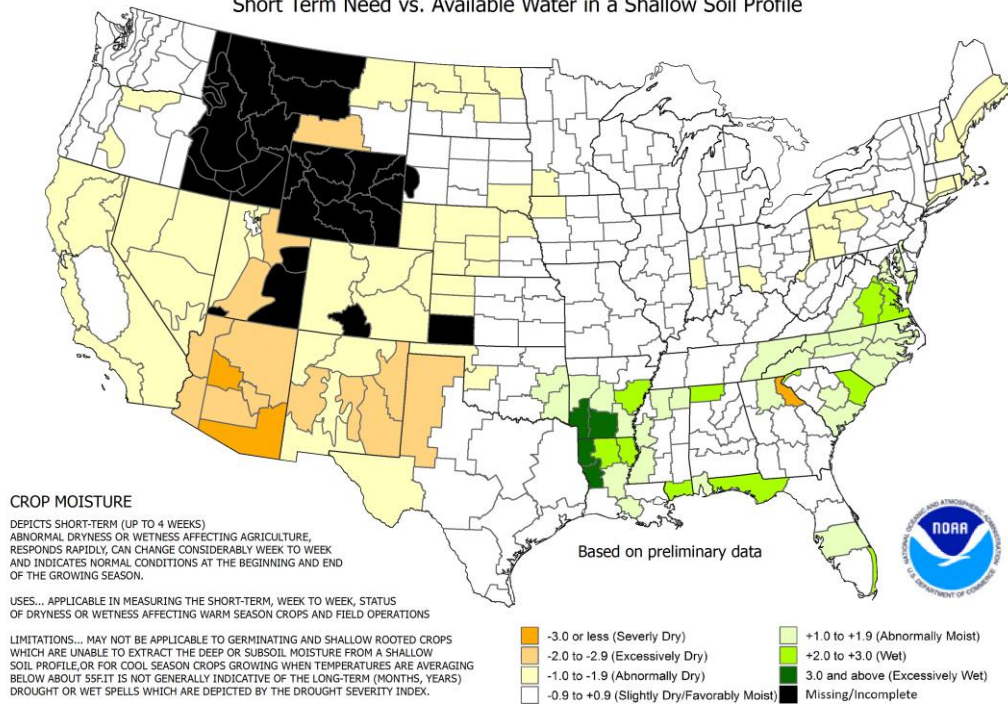 Short Term Need vs. Available Water in a Shallow Soil Profile
CROP MOISTURE
DEPICTS SHORT-TERM (UP TO 4 WEEKS)
ABNORMAL DRYNESS OR WETNESS AFFECTING AGRICULTURE,
RESPONDS RAPIDLY, CAN CHANGE CONSIDERABLY WEEK TO WEEK
AND INDICATES NORMAL CONDITIONS AT THE BEGINNING AND END
OF THE GROWING SEASON.
USES... APPLICABLE IN MEASURING THE SHORT-TERM, WEEK TO WEEK, STATUS
OF DRYNESS OR WETNESS AFFECTING WARM SEASON CROPS AND FIELD OPERATIONS
LIMITATIONS... MAY NOT BE APPLICABLE TO GERMINATING AND SHALLOW ROOTED CROPS
WHICH ARE UNABLE TO EXTRACT THE DEEP OR SUBSOIL MOISTURE FROM A SHALLOW
SOIL PROFILE,OR FOR COOL SEASON CROPS GROWING WHEN TEMPERATURES ARE AVERAGING
BELOW ABOUT 55F.IT IS NOT GENERALLY INDICATIVE OF THE LONG-TERM (MONTHS, YEARS)
DROUGHT OR WET SPELLS WHICH ARE DEPICTED BY THE DROUGHT SEVERITY INDEX.
Based on preliminary data
NATIONAL OCEANIC AND ATMOSPHERIC ADMINISTRATION
NOAA
U.S. DEPARTMENT OF COMMERCE
-3.0 or less (Severly Dry)
-2.0 to -2.9 (Excessively Dry)
-1.0 to -1.9 (Abnormally Dry)
-0.9 to +0.9 (Slightly Dry/Favorably Moist)
+1.0 to +1.9 (Abnormally Moist)
+2.0 to +3.0 (Wet)
3.0 and above (Excessively Wet)
Missing/Incomplete